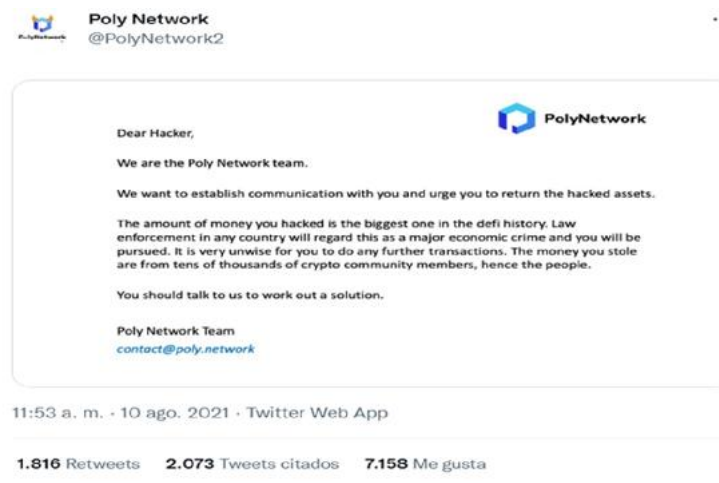 Poly Network
@PolyNetwork2
PolyNetwork
PolyNetwork
Dear Hacker,
We are the Poly Network team.
We want to establish communication with you and urge you to return the hacked assets.
The amount of money you hacked is the biggest one in the defi history. Law
enforcement in any country will regard this as a major economic crime and you will be
pursued. It is very unwise for you to do any further transactions. The money you stole
are from tens of thousands of crypto community members, hence the people.
You should talk to us to work out a solution.
Poly Network Team
contact@poly.network
11:53 a. m. · 10 ago. 2021 · Twitter Web App
1.816 Retweets 2.073 Tweets citados 7.158 Me gusta